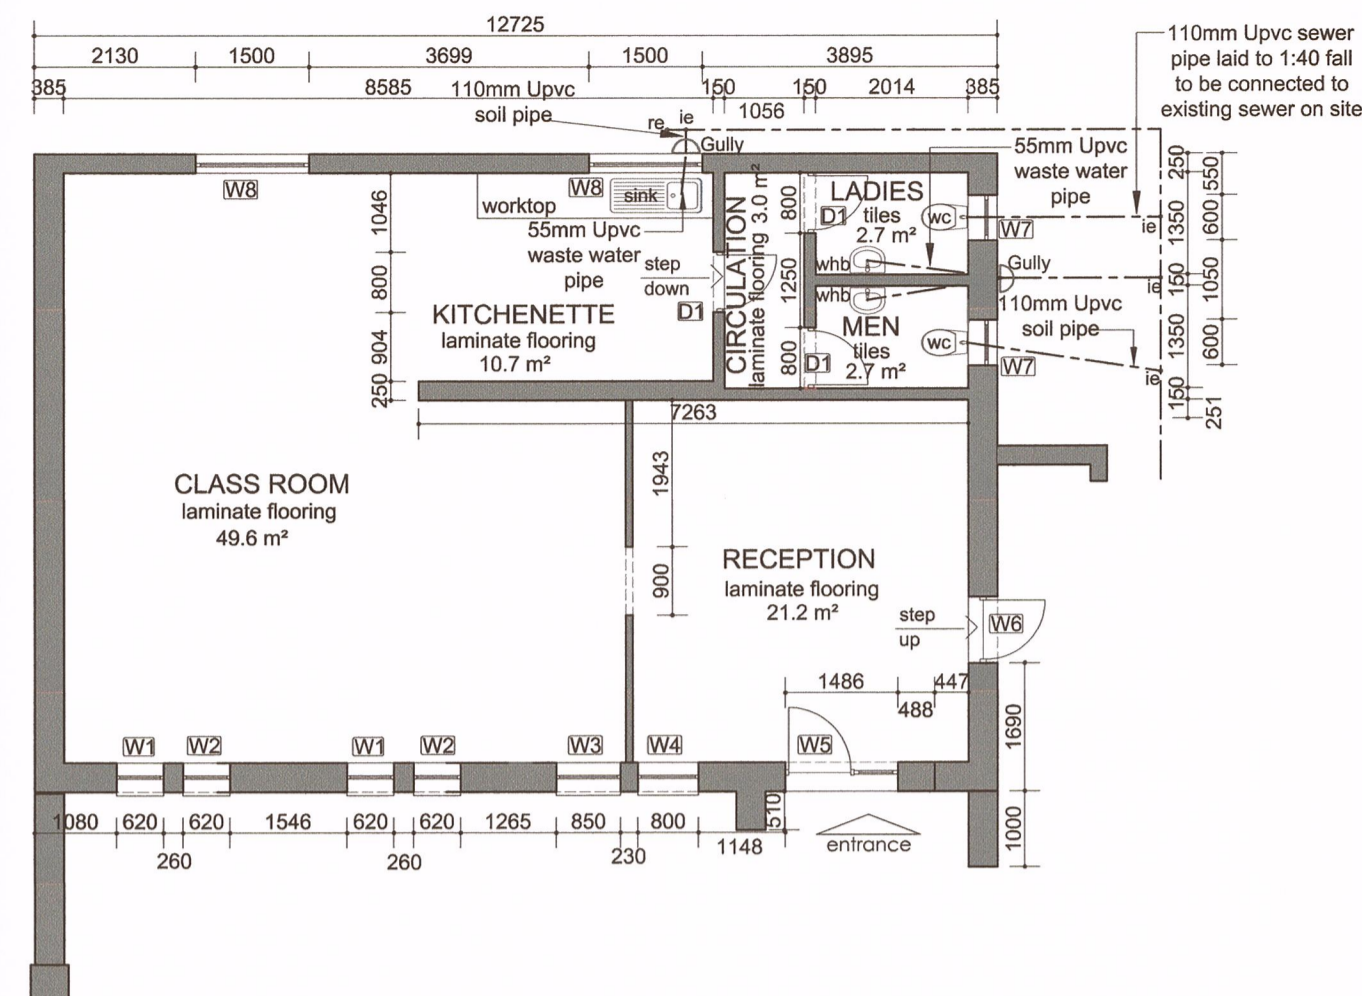 12725
2130 1500 3699 1500 3895
385 8585 150 1056 150 2014 385
110mm Upvc
soil pipe
re ie
Gully
110mm Upvc sewer
pipe laid to 1:40 fall
to be connected to
existing sewer on site
55mm Upvc
waste water
pipe
W8
W8
sink
worktop
55mm Upvc
waste water
pipe
step
down
D1
1046
800
904
250
KITCHENETTE
laminate flooring
10.7 m²
CIRCULATION
laminate flooring 3.0 m²
800
1250
800
LADIES
tiles
2.7 m²
D1
wc
whb
whb
MEN
tiles
2.7 m²
D1
wc
W7
W7
ie
Gully
ie
110mm Upvc
soil pipe
ie
250
1350
150
1350
150
251
550
600
1050
600
7263
1943
900
CLASS ROOM
laminate flooring
49.6 m²
RECEPTION
laminate flooring
21.2 m²
step
up
W6
1486
488
447
1690
1000
W1 W2 W1 W2 W3 W4 W5
1080 620 620 1546 620 620 1265 850 800
510
260 260 230 1148
entrance